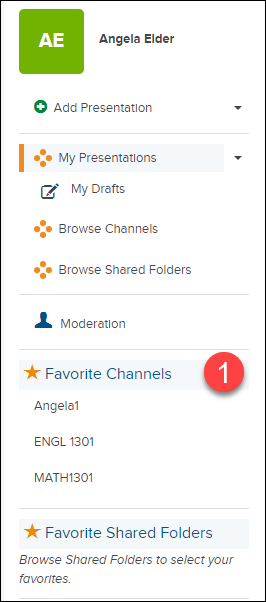 AE
Angela Elder
Add Presentation
My Presentations
My Drafts
Browse Channels
Browse Shared Folders
Moderation
Favorite Channels
1
Angela1
ENGL 1301
MATH1301
Favorite Shared Folders
Browse Shared Folders to select your
favorites.